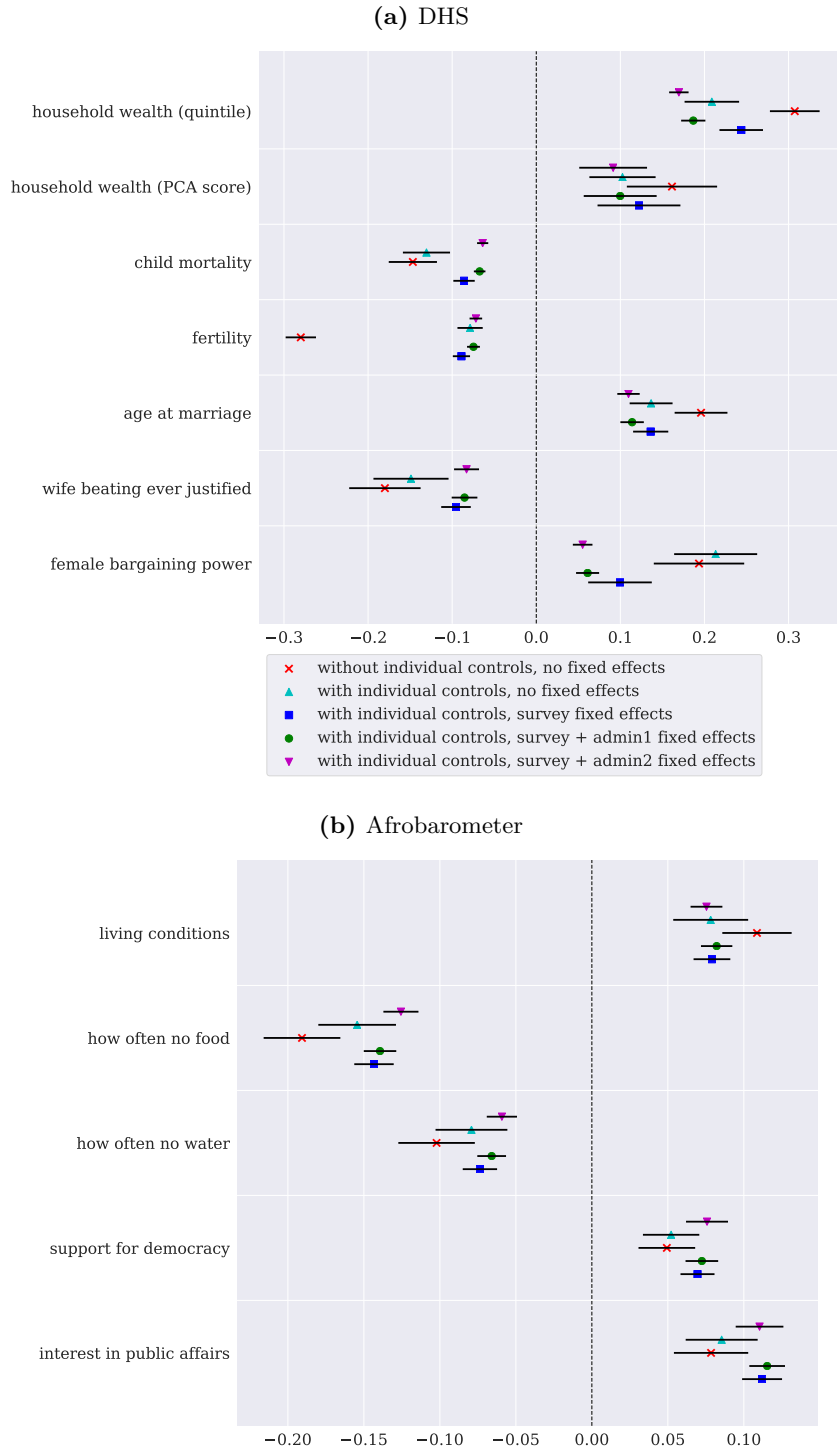 (a) DHS
household wealth (quintile)
household wealth (PCA score)
child mortality
fertility
age at marriage
wife beating ever justified
female bargaining power
−0.3 −0.2 −0.1 0.0 0.1 0.2 0.3
without individual controls, no fixed effects
with individual controls, no fixed effects
with individual controls, survey fixed effects
with individual controls, survey + admin1 fixed effects
with individual controls, survey + admin2 fixed effects
(b) Afrobarometer
living conditions
how often no food
how often no water
support for democracy
interest in public affairs
−0.20 −0.15 −0.10 −0.05 0.00 0.05 0.10